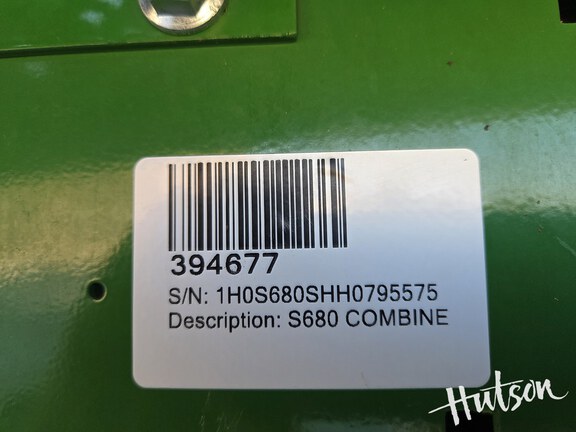 394677
S/N: 1H0S680SHH0795575
Description: S680 COMBINE
Hutson